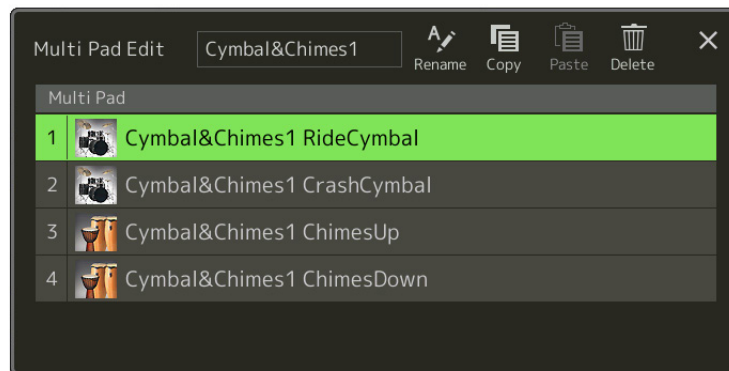 Multi Pad Edit Cymbal&Chimes1
Rename Copy Paste Delete
Multi Pad
1 Cymbal&Chimes1 RideCymbal
2 Cymbal&Chimes1 CrashCymbal
3 Cymbal&Chimes1 ChimesUp
4 Cymbal&Chimes1 ChimesDown